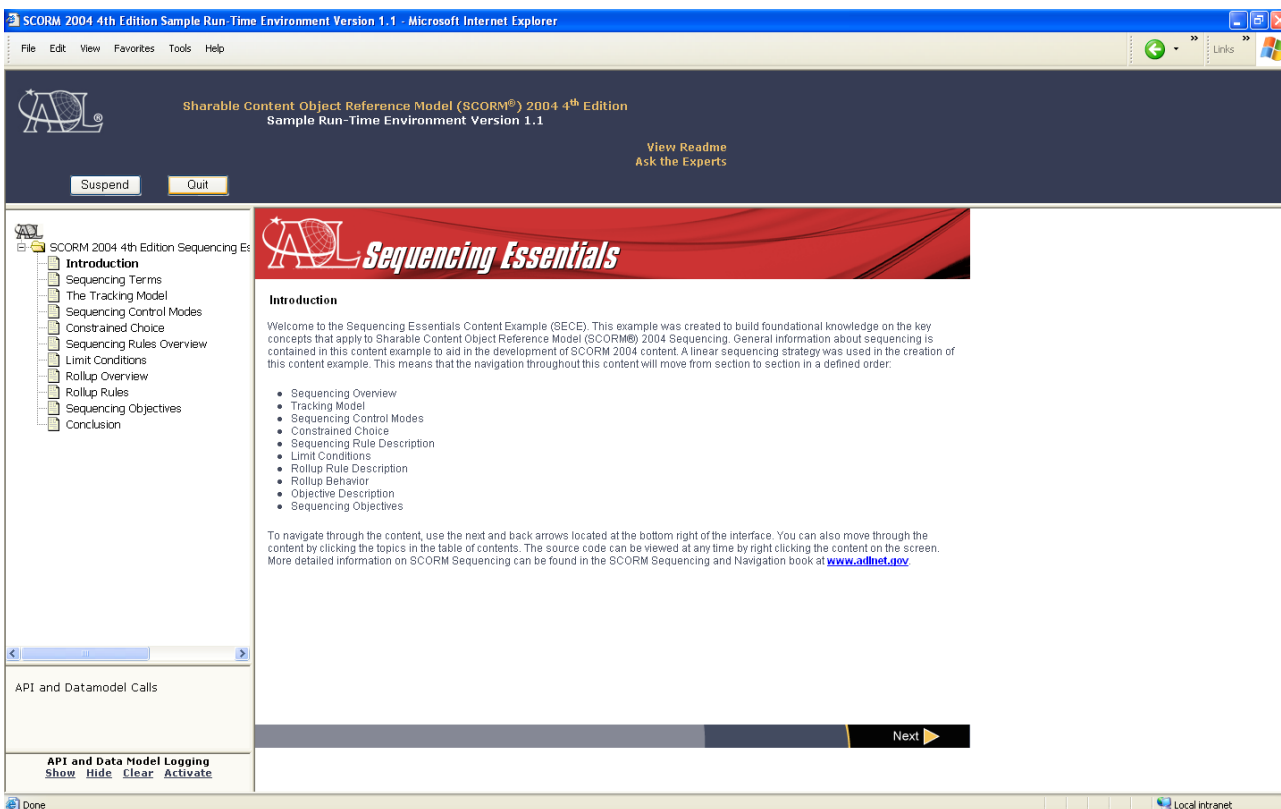 SCORM 2004 4th Edition Sample Run-Time Environment Version 1.1 - Microsoft Internet Explorer
File Edit View Favorites Tools Help
» Links »
ADL®
Sharable Content Object Reference Model (SCORM®) 2004 4th Edition
Sample Run-Time Environment Version 1.1
View Readme
Ask the Experts
Suspend Quit
ADL
SCORM 2004 4th Edition Sequencing Es
Introduction
Sequencing Terms
The Tracking Model
Sequencing Control Modes
Constrained Choice
Sequencing Rules Overview
Limit Conditions
Rollup Overview
Rollup Rules
Sequencing Objectives
Conclusion
API and Datamodel Calls
API and Data Model Logging
Show Hide Clear Activate
ADL Sequencing Essentials
Introduction
Welcome to the Sequencing Essentials Content Example (SECE). This example was created to build foundational knowledge on the key
concepts that apply to Sharable Content Object Reference Model (SCORM®) 2004 Sequencing. General information about sequencing is
contained in this content example to aid in the development of SCORM 2004 content. A linear sequencing strategy was used in the creation of
this content example. This means that the navigation throughout this content will move from section to section in a defined order:
• Sequencing Overview
• Tracking Model
• Sequencing Control Modes
• Constrained Choice
• Sequencing Rule Description
• Limit Conditions
• Rollup Rule Description
• Rollup Behavior
• Objective Description
• Sequencing Objectives
To navigate through the content, use the next and back arrows located at the bottom right of the interface. You can also move through the
content by clicking the topics in the table of contents. The source code can be viewed at any time by right clicking the content on the screen.
More detailed information on SCORM Sequencing can be found in the SCORM Sequencing and Navigation book at www.adlnet.gov.
Next
Done
Local intranet